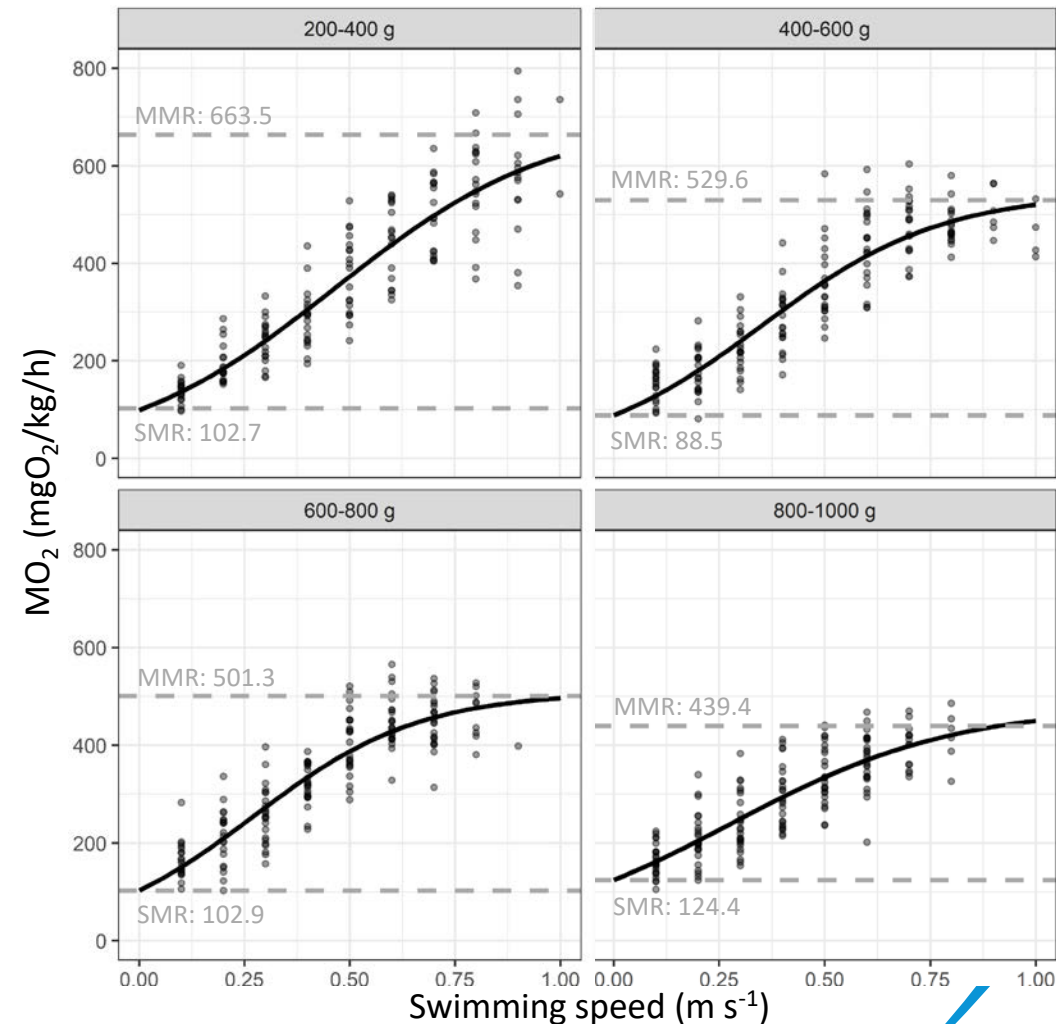 200-400 g
400-600 g
800
600
400
200
0
MMR: 663.5
SMR: 102.7
MMR: 529.6
SMR: 88.5
MO₂ (mgO₂/kg/h)
600-800 g
800-1000 g
800
600
400
200
0
MMR: 501.3
SMR: 102.9
MMR: 439.4
SMR: 124.4
0.00 0.25 0.50 0.75 1.00
0.00 0.25 0.50 0.75 1.00
Swimming speed (m s⁻¹)